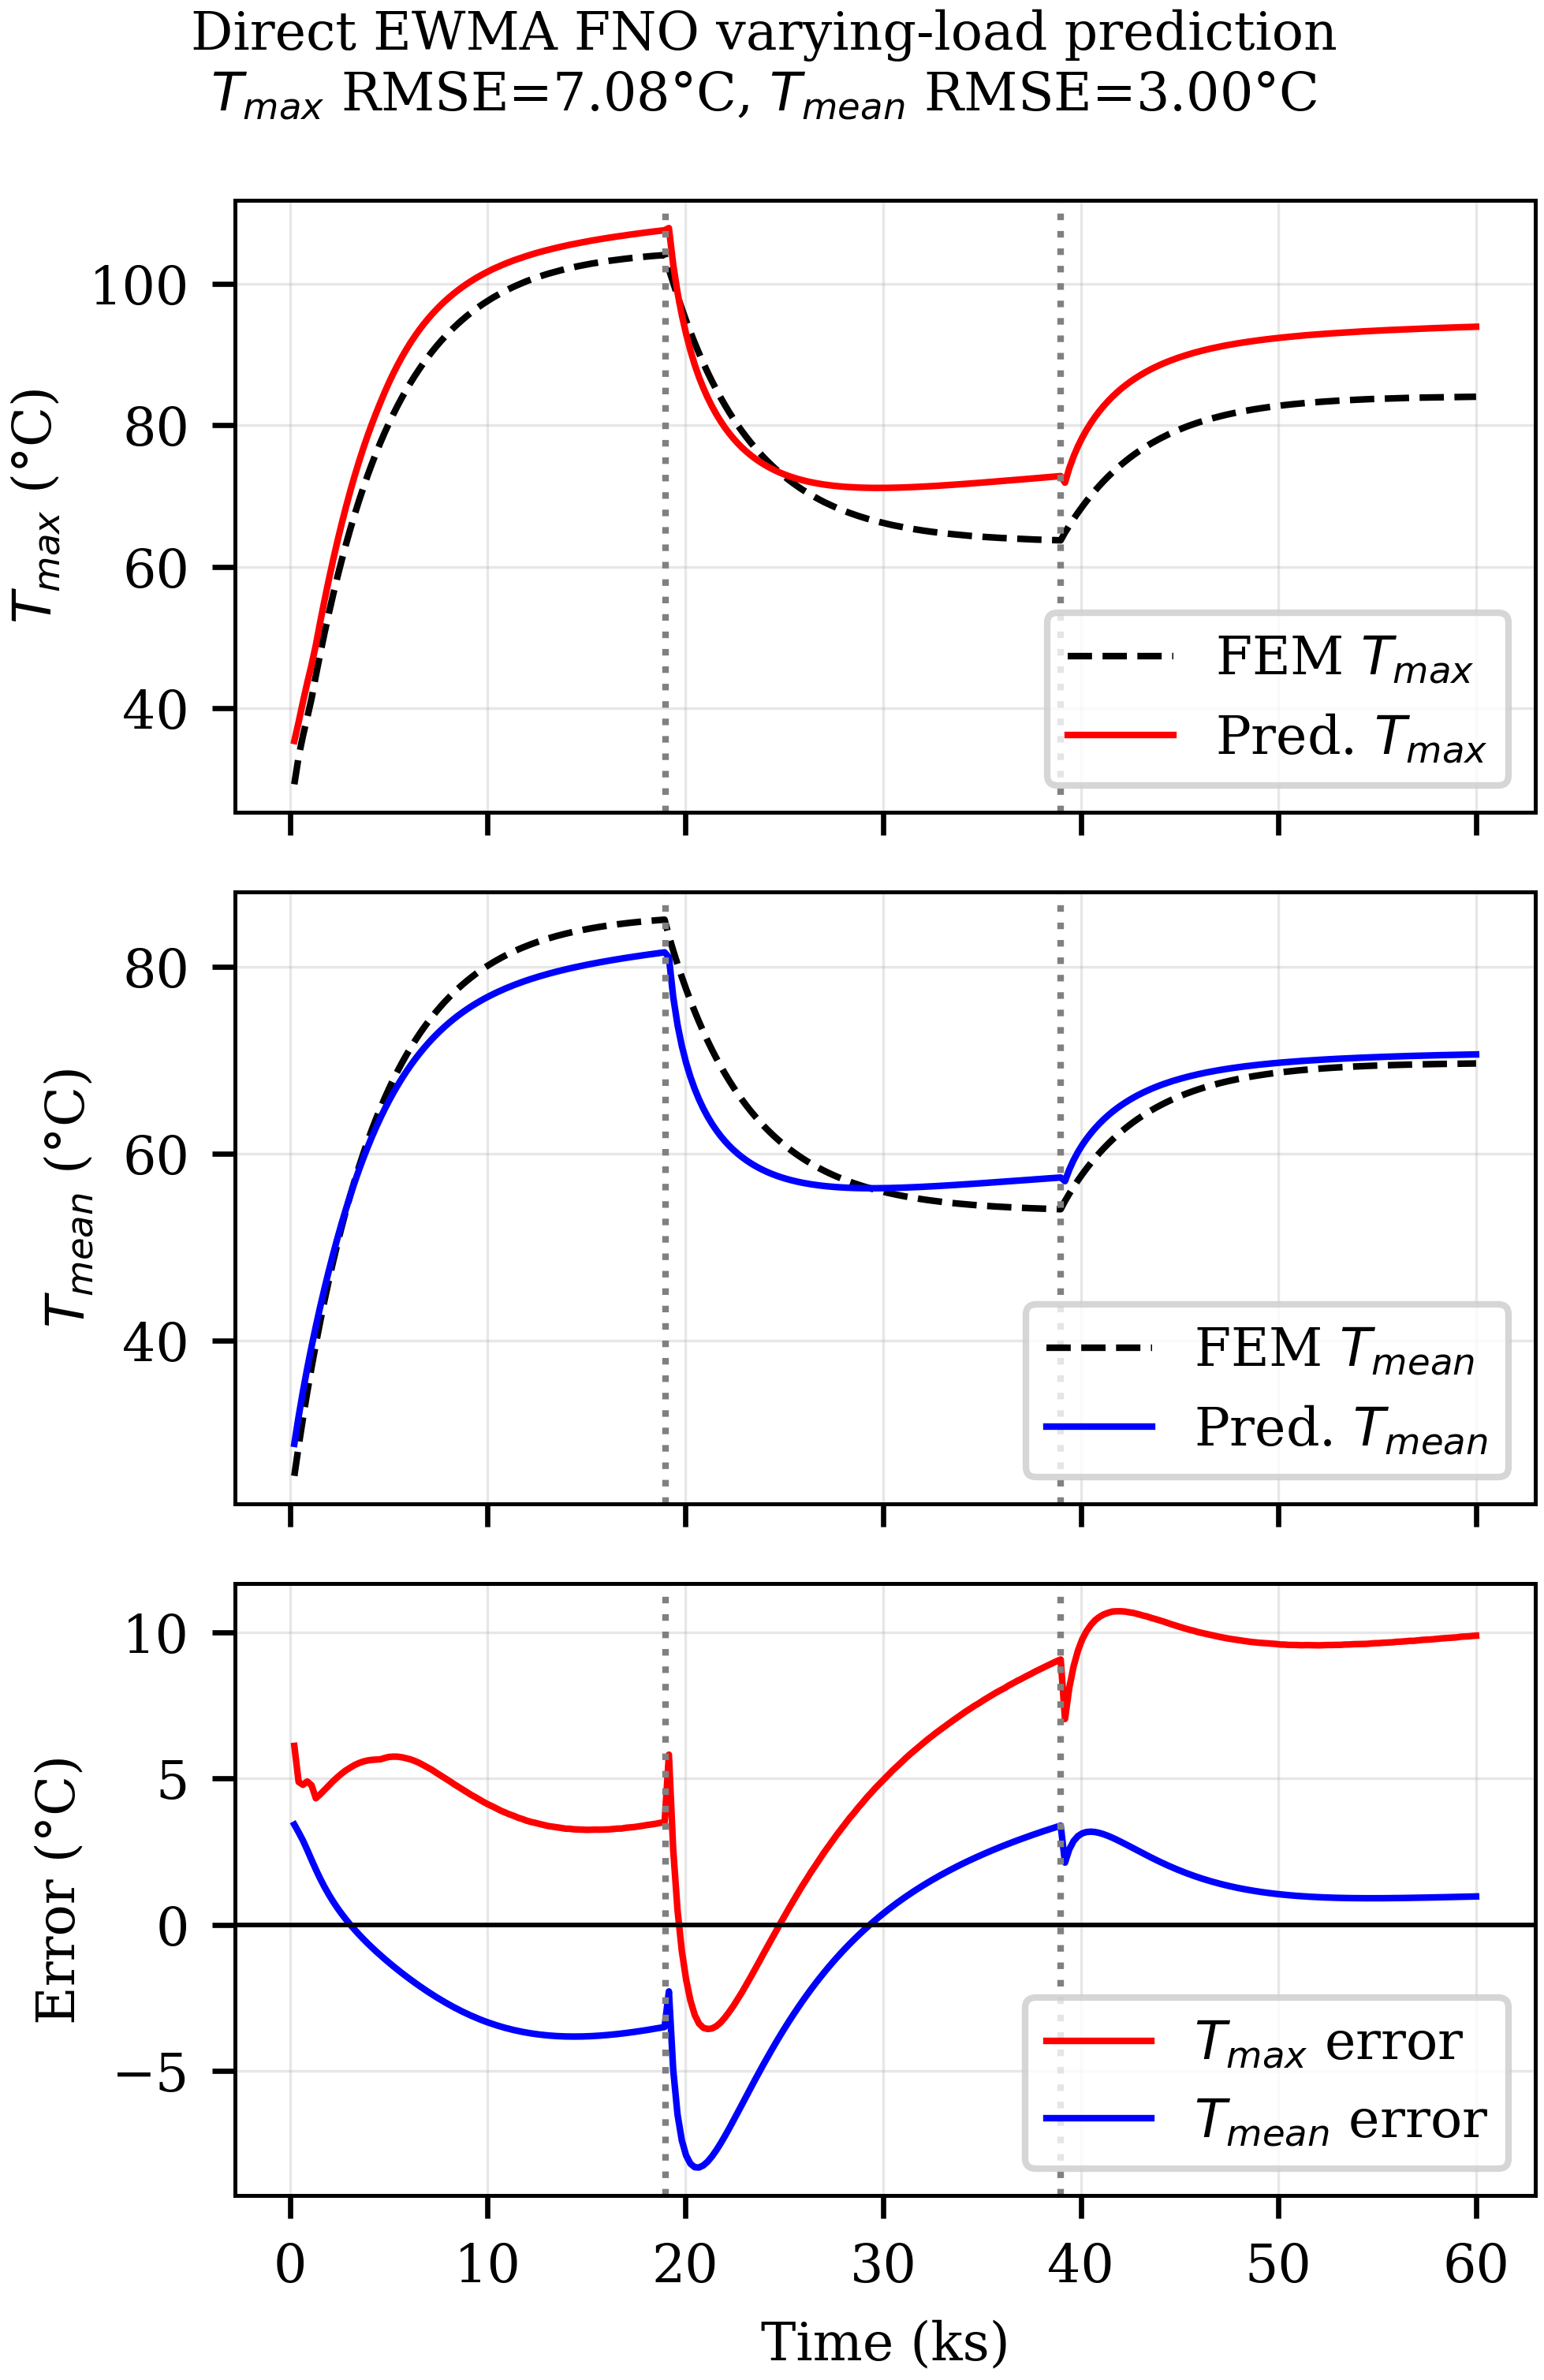 Direct EWMA FNO varying-load prediction
T_max RMSE=7.08°C, T_mean RMSE=3.00°C
T_max (°C)
100
80
60
40
FEM T_max
Pred. T_max
T_mean (°C)
80
60
40
FEM T_mean
Pred. T_mean
Error (°C)
10
5
0
−5
T_max error
T_mean error
0 10 20 30 40 50 60
Time (ks)